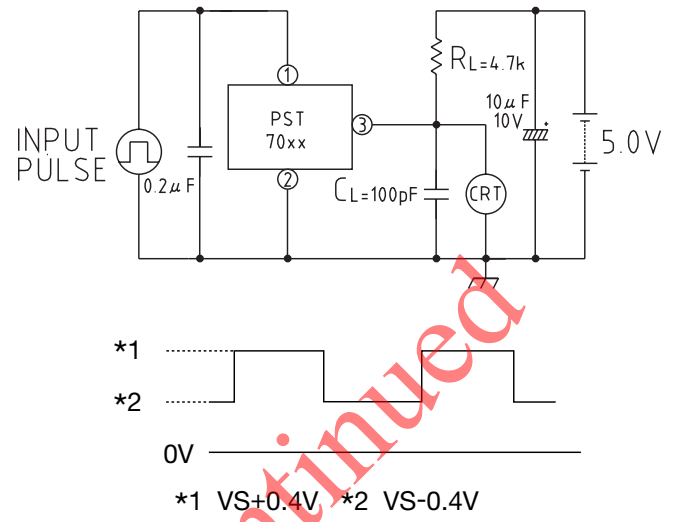 ①
RL=4.7k
PST
70xx
③
10μF
10V
+
5.0V
INPUT
PULSE
0.2μF
②
CL=100pF
CRT
*1
*2
0V
*1 VS+0.4V *2 VS-0.4V
tinued